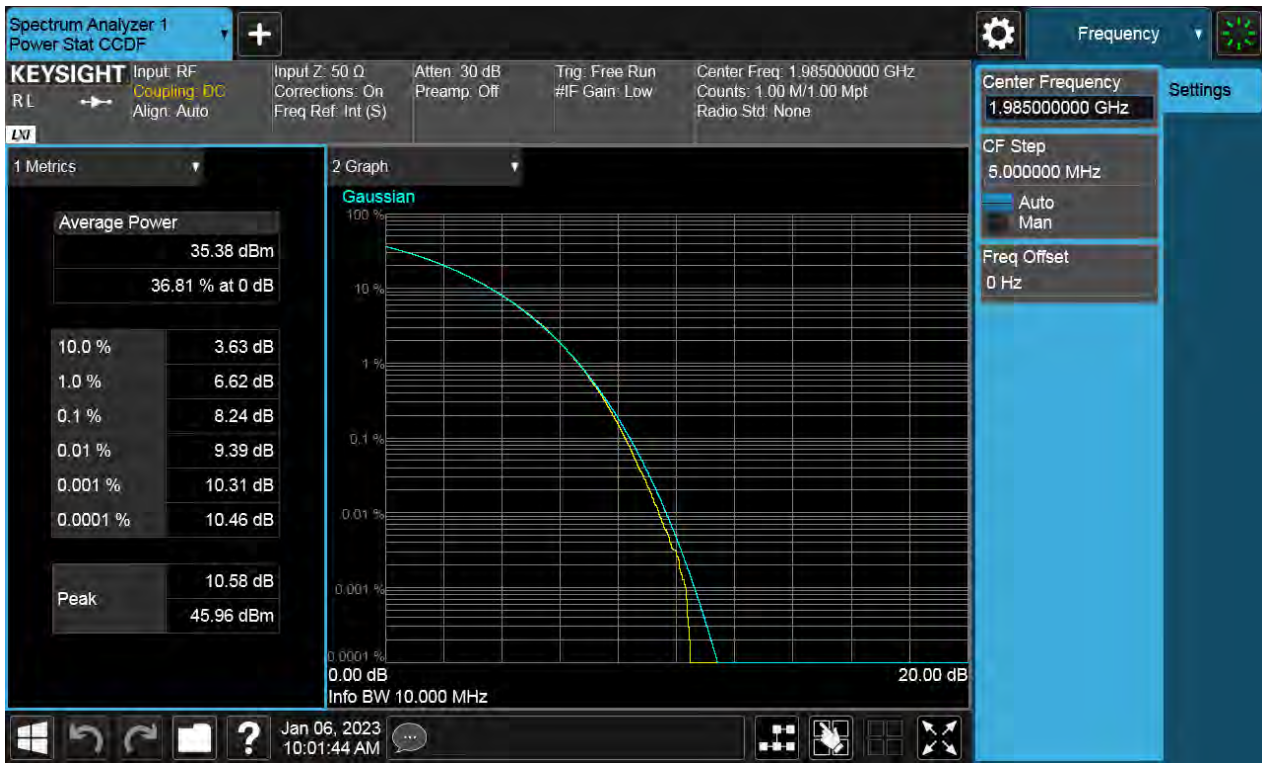 Spectrum Analyzer 1
Power Stat CCDF
+
Frequency
KEYSIGHT
R L
LXI
Input: RF
Coupling: DC
Align: Auto
Input Z: 50 Ω
Corrections: On
Freq Ref: Int (S)
Atten: 30 dB
Preamp: Off
Trig: Free Run
#IF Gain: Low
Center Freq: 1.985000000 GHz
Counts: 1.00 M/1.00 Mpt
Radio Std: None
Center Frequency
1.985000000 GHz
Settings
CF Step
5.000000 MHz
Auto
Man
Freq Offset
0 Hz
1 Metrics
Average Power
35.38 dBm
36.81 % at 0 dB
10.0 % 3.63 dB
1.0 % 6.62 dB
0.1 % 8.24 dB
0.01 % 9.39 dB
0.001 % 10.31 dB
0.0001 % 10.46 dB
Peak
10.58 dB
45.96 dBm
2 Graph
Gaussian
100 %
10 %
1 %
0.1 %
0.01 %
0.001 %
0.0001 %
0.00 dB 20.00 dB
Info BW 10.000 MHz
?
Jan 06, 2023
10:01:44 AM